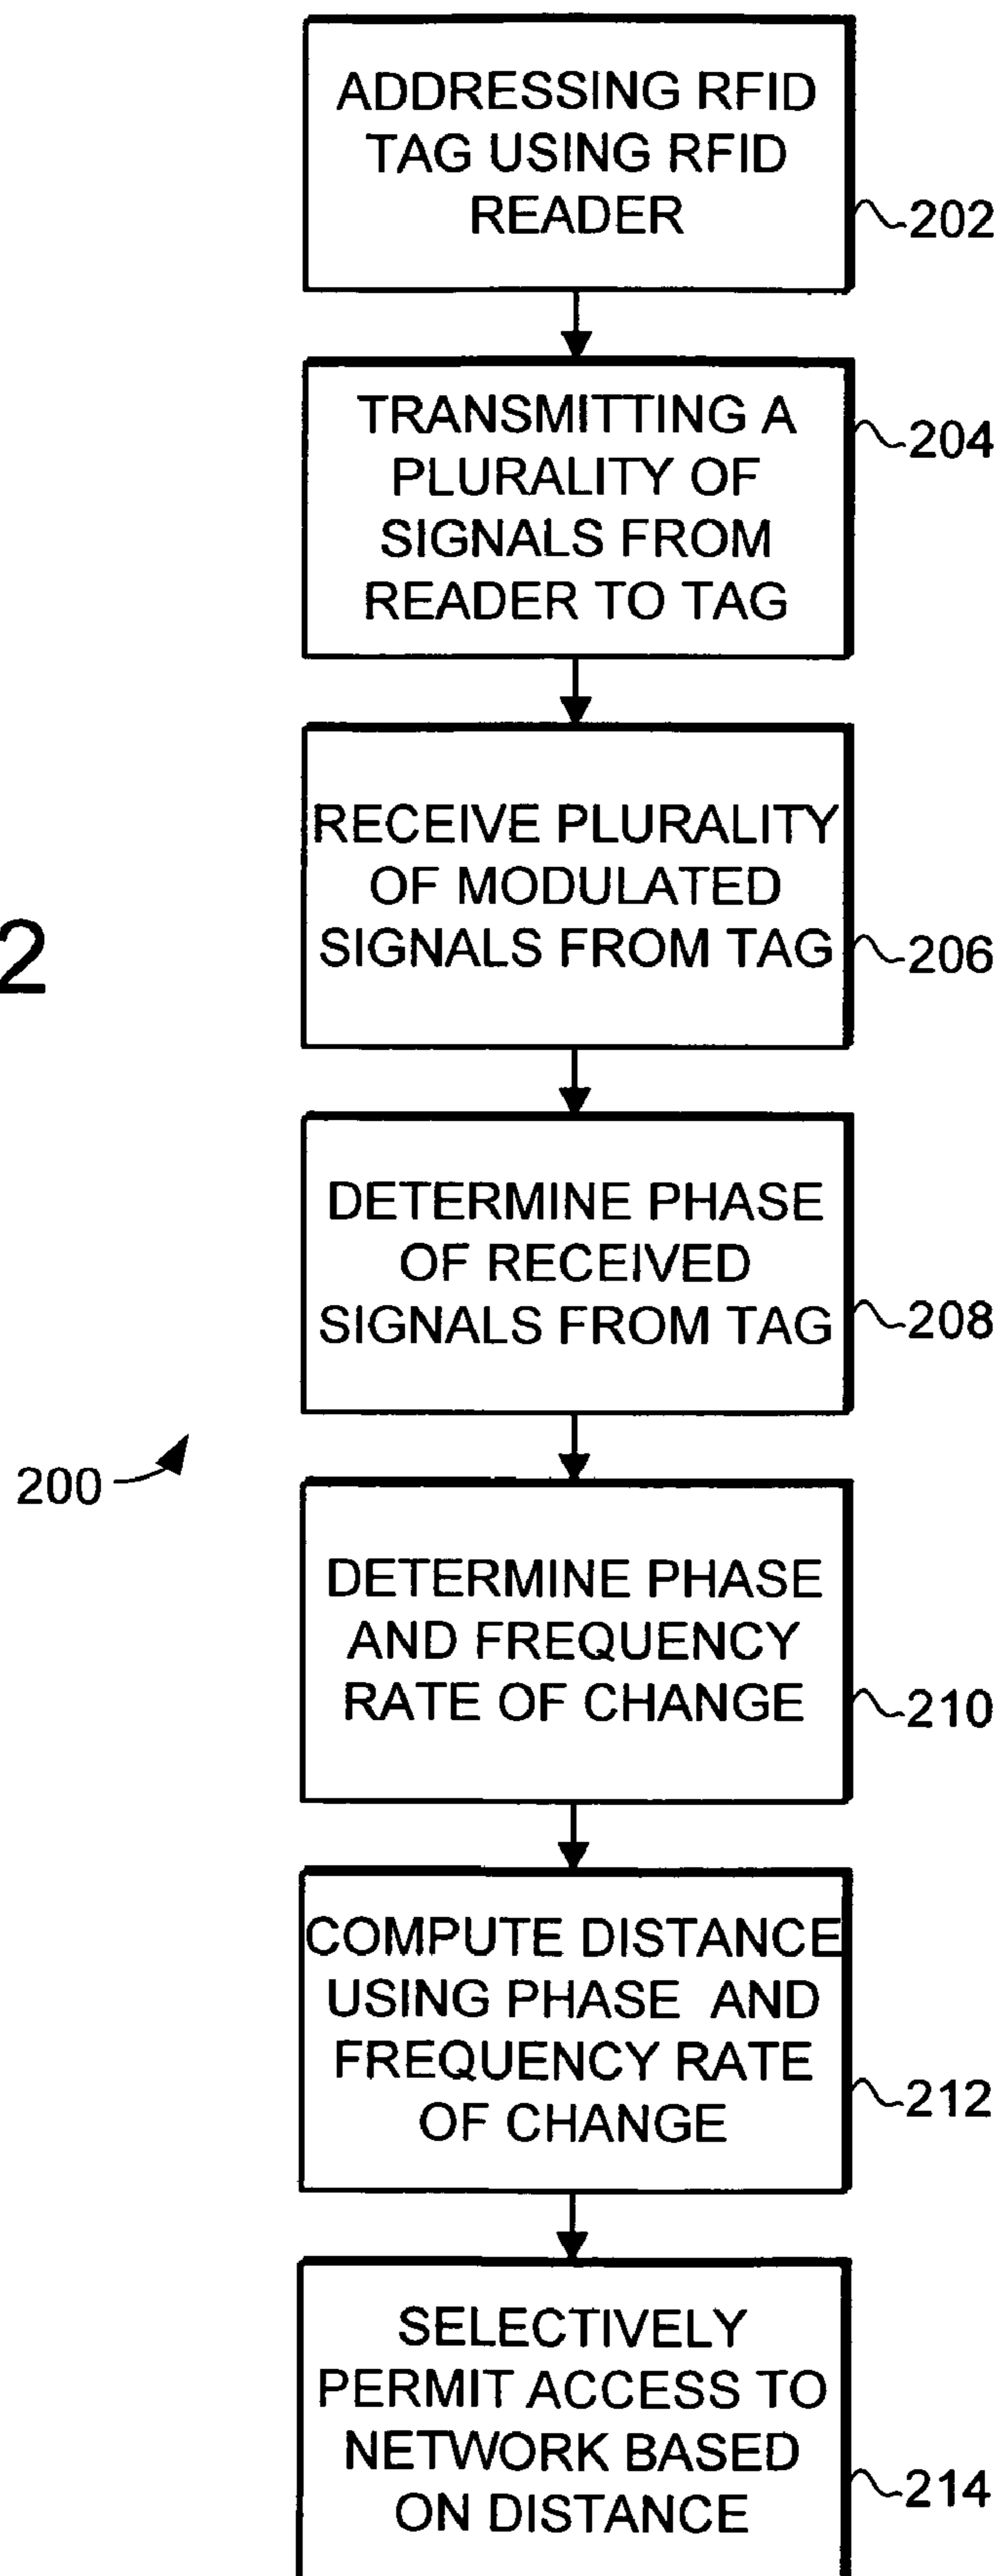 ADDRESSING RFID
TAG USING RFID
READER
202
TRANSMITTING A
PLURALITY OF
SIGNALS FROM
READER TO TAG
204
RECEIVE PLURALITY
OF MODULATED
SIGNALS FROM TAG
206
2
DETERMINE PHASE
OF RECEIVED
SIGNALS FROM TAG
208
200
DETERMINE PHASE
AND FREQUENCY
RATE OF CHANGE
210
COMPUTE DISTANCE
USING PHASE AND
FREQUENCY RATE
OF CHANGE
212
SELECTIVELY
PERMIT ACCESS TO
NETWORK BASED
ON DISTANCE
214